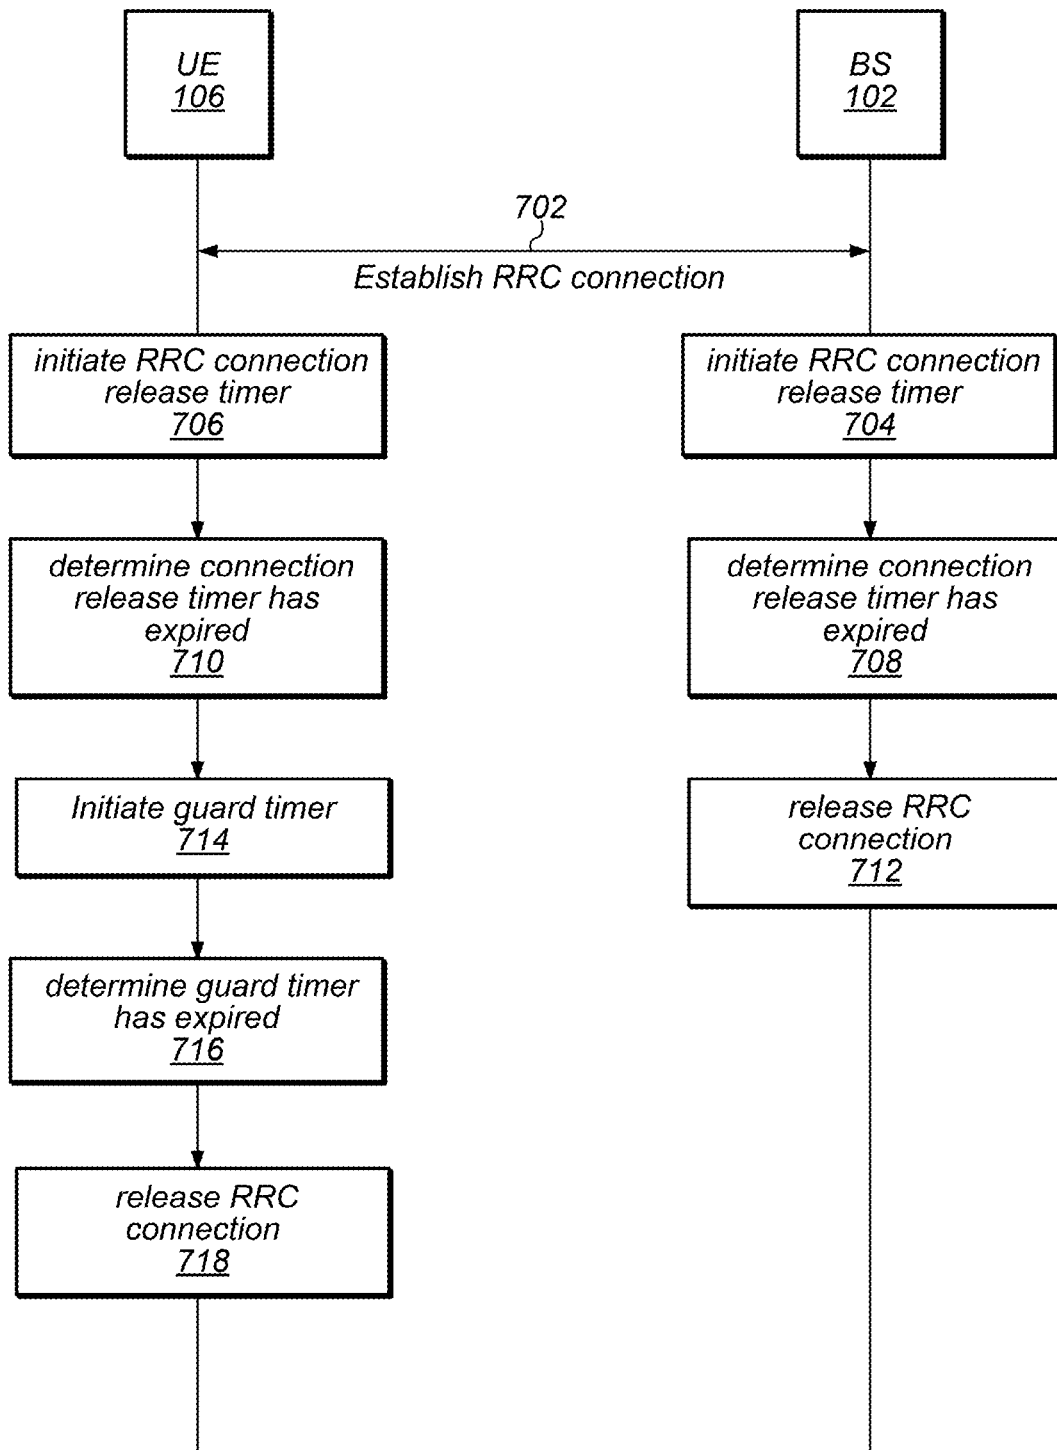 UE
106
BS
102
702
Establish RRC connection
initiate RRC connection
release timer
706
initiate RRC connection
release timer
704
determine connection
release timer has
expired
710
determine connection
release timer has
expired
708
Initiate guard timer
714
release RRC
connection
712
determine guard timer
has expired
716
release RRC
connection
718